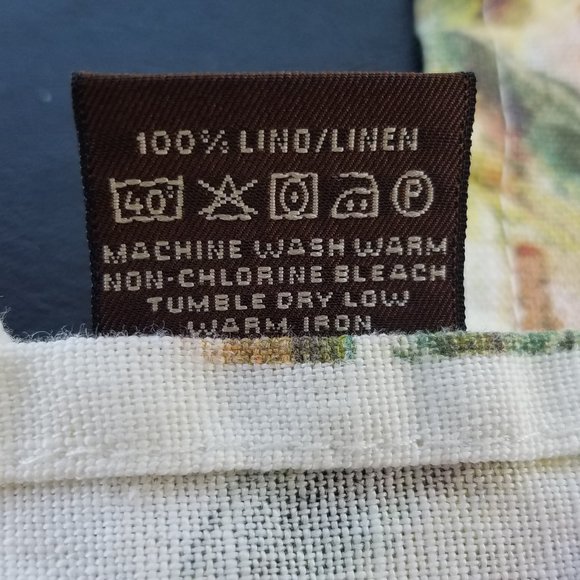 100% LINO/LINEN
40° P
MACHINE WASH WARM
NON-CHLORINE BLEACH
TUMBLE DRY LOW
WARM IRON